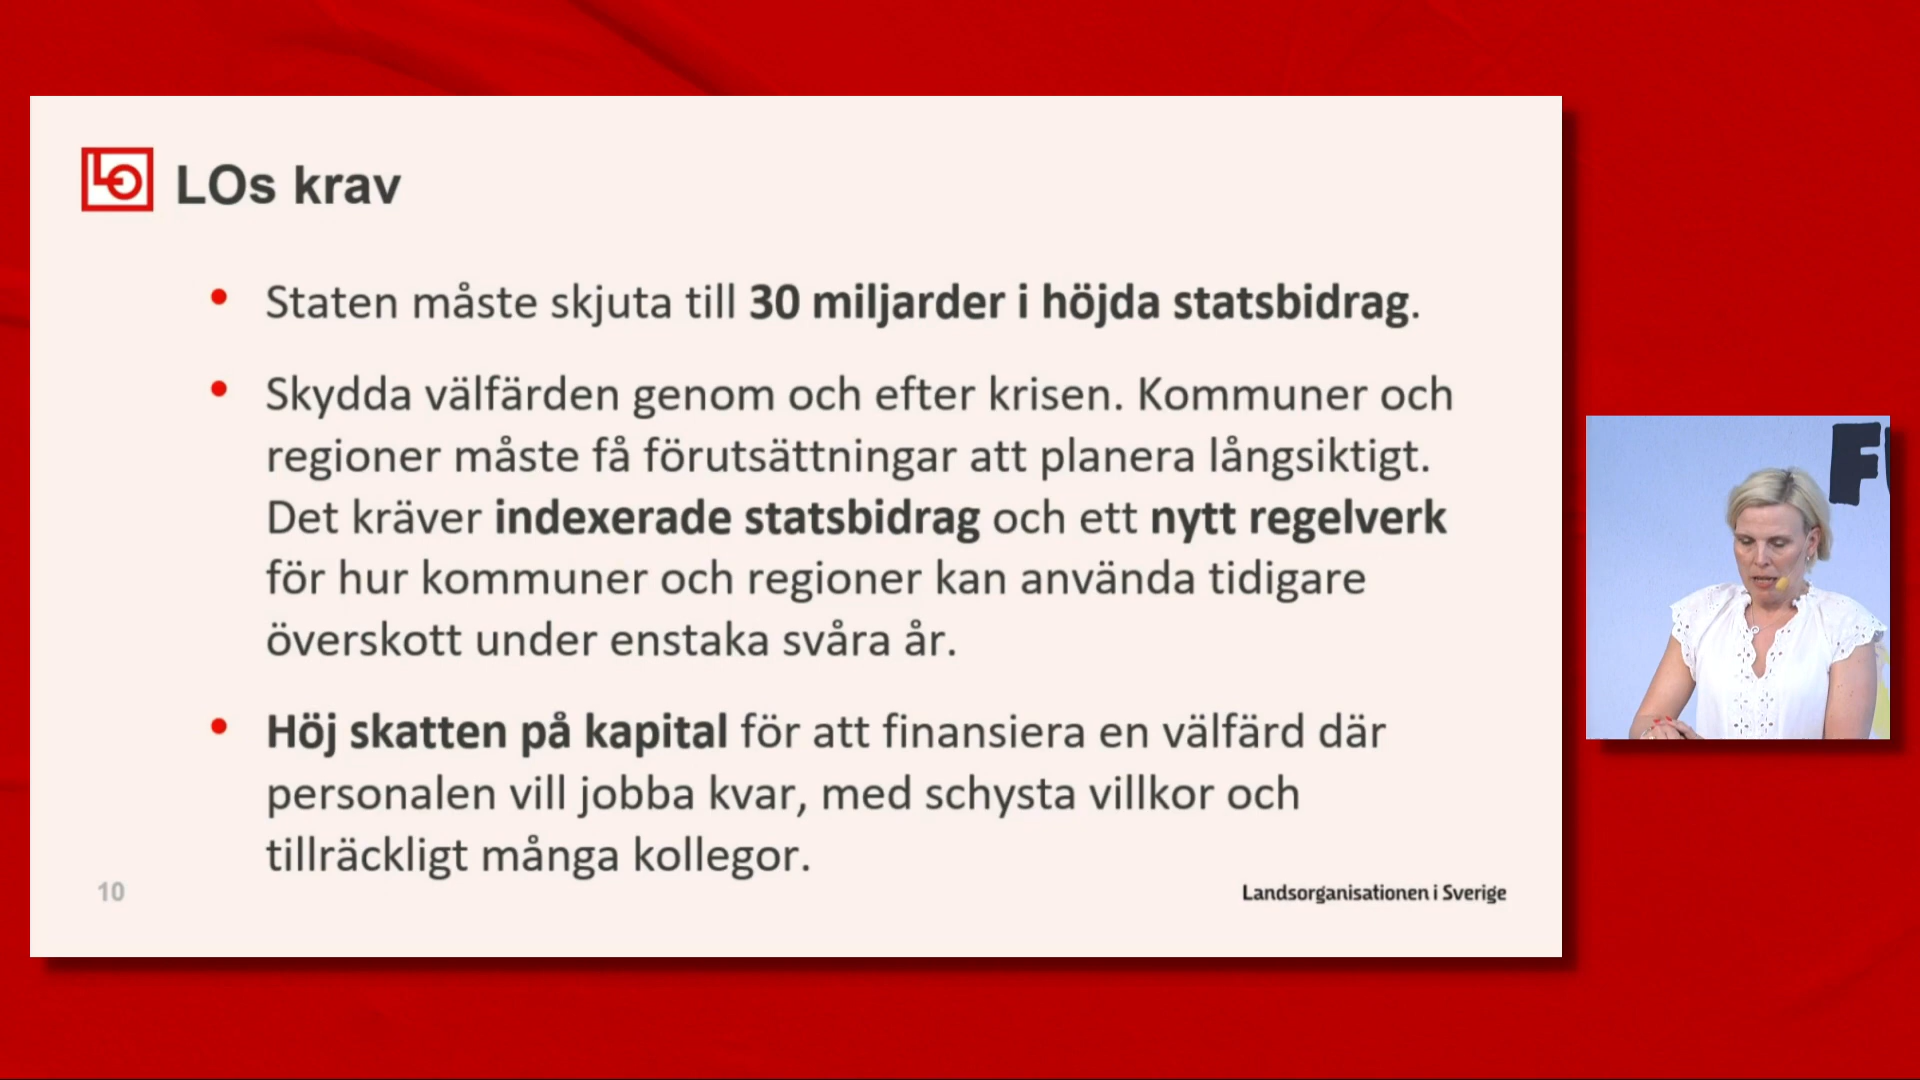 LO
LOs krav
• Staten måste skjuta till 30 miljarder i höjda statsbidrag.
• Skydda välfärden genom och efter krisen. Kommuner och
regioner måste få förutsättningar att planera långsiktigt.
Det kräver indexerade statsbidrag och ett nytt regelverk
för hur kommuner och regioner kan använda tidigare
överskott under enstaka svåra år.
• Höj skatten på kapital för att finansiera en välfärd där
personalen vill jobba kvar, med schysta villkor och
tillräckligt många kollegor.
10
Landsorganisationen i Sverige